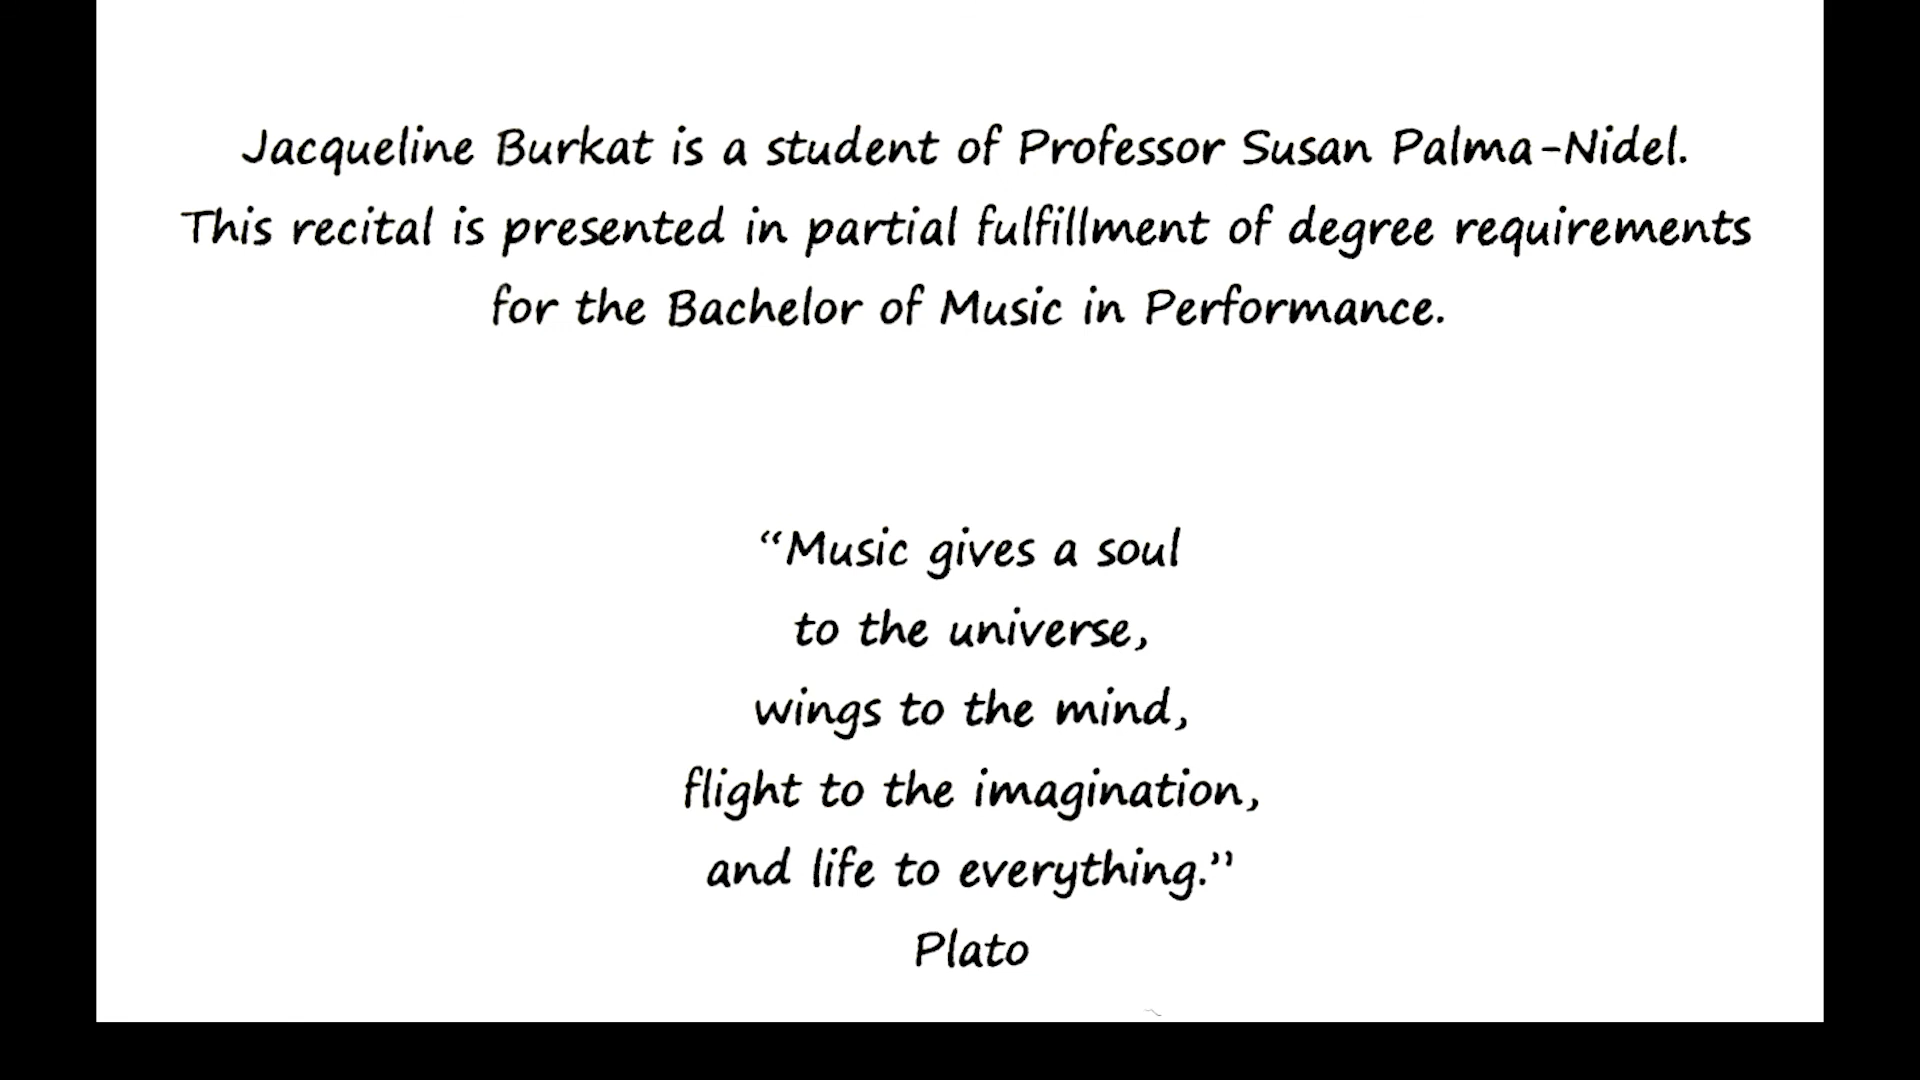 Jacqueline Burkat is a student of Professor Susan Palma-Nidel.
This recital is presented in partial fulfillment of degree requirements
for the Bachelor of Music in Performance.
“Music gives a soul
to the universe,
wings to the mind,
flight to the imagination,
and life to everything.”
Plato